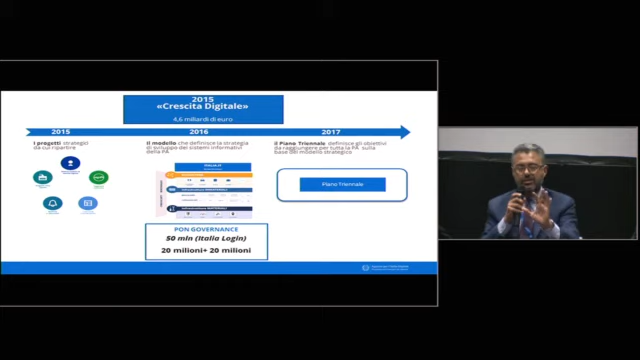 2015
«Crescita Digitale»
4,6 miliardi di euro
2015
2016
2017
I progetti strategici
da cui ripartire
Il modello che definisce la strategia
di sviluppo dei sistemi informativi
della PA
il Piano Triennale definisce gli obiettivi
da raggiungere per tutta la PA sulla
base del modello strategico
ITALIA.IT
Piano Triennale
PON GOVERNANCE
50 mln (Italia Login)
20 milioni+ 20 milioni